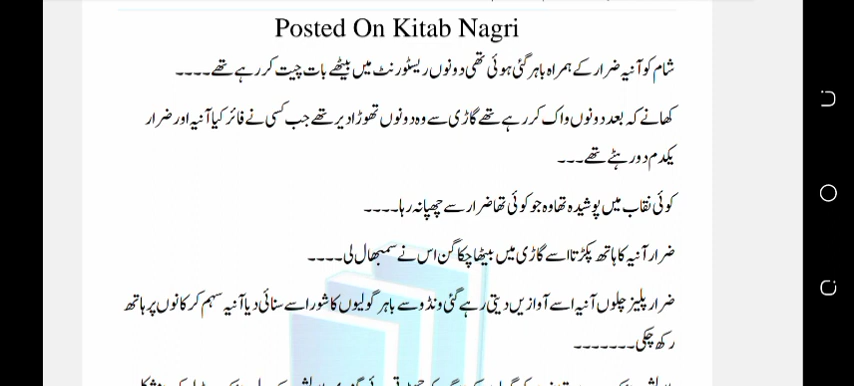 Posted On Kitab Nagri
شام کو آنیہ ضرار کے ہمراہ باہر گئی ہوئی تھی دونوں ریسٹورنٹ میں بیٹھے بات چیت کر رہے تھے۔۔۔۔
کھانے کہ بعد دونوں واک کر رہے تھے گاڑی سے وہ دونوں تھوڑا دیر تھے جب کسی نے فائر کیا آنیہ اور ضرار
یکدم دور ہٹے تھے۔۔۔
کوئی نقاب میں پوشیدہ تھا وہ جو کوئی تھا ضرار سے چھپا نہ رہا۔۔۔۔
ضرار آنیہ کا ہاتھ پکڑتا اسے گاڑی میں بیٹھا چکا گن اس نے سمبھال لی۔۔۔۔
ضرار پلیز چلوں آنیہ اسے آوازیں دیتی رہے گئی ونڈو سے باہر گولیوں کا شور اسے سنائی دیا آنیہ سہم کر کانوں پر ہاتھ
رکھ چکی۔۔۔۔۔۔۔